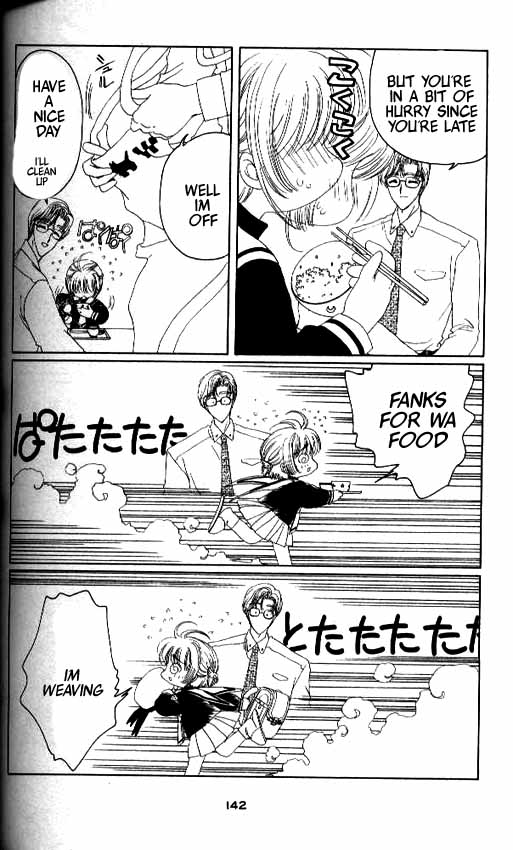 BUT YOU'RE
IN A BIT OF
HURRY SINCE
YOU'RE LATE
WELL
IM
OFF
HAVE
A
NICE
DAY
I'LL
CLEAN
UP
FANKS
FOR WA
FOOD
ぱたたたた
IM
WEAVING
とたたたたた
142